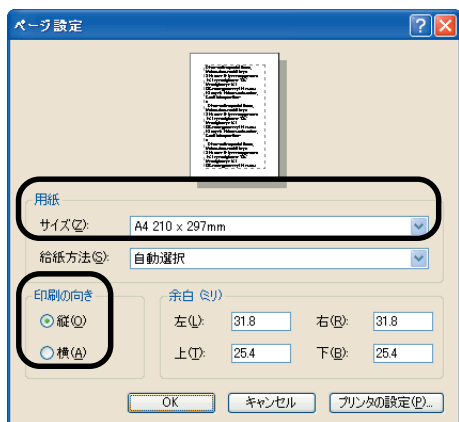 ページ設定
用紙
サイズ(Z): A4 210 x 297mm
給紙方法(S): 自動選択
印刷の向き
縦(O)
横(A)
余白 (ミリ)
左(L): 31.8 右(R): 31.8
上(T): 25.4 下(B): 25.4
OK キャンセル プリンタの設定(P)...